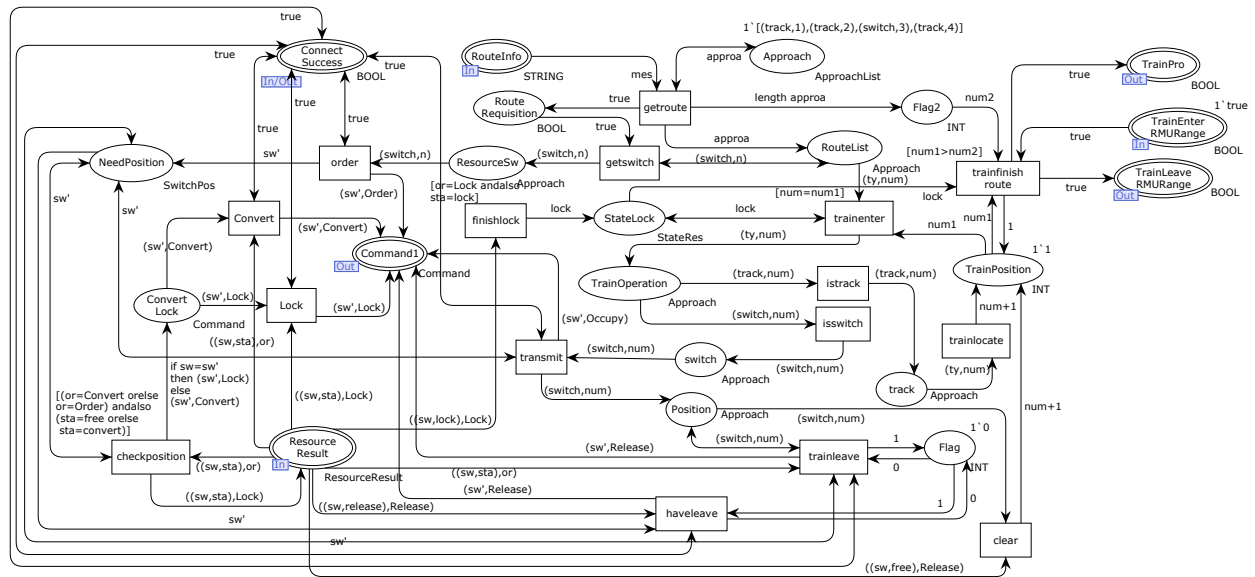 true
1`[(track,1),(track,2),(switch,3),(track,4)]
true
Connect
Success
BOOL
In/Out
true
true
true
true
RouteInfo
In
STRING
mes
approa
Approach
ApproachList
TrainPro
Out
BOOL
true
Route
Requisition
BOOL
true
getroute
length approa
Flag2
INT
num2
1`true
TrainEnter
RMURange
In
BOOL
true
true
approa
RouteList
Approach
[num1>num2]
trainfinish
route
true
TrainLeave
RMURange
Out
BOOL
NeedPosition
SwitchPos
sw'
order
(switch,n)
ResourceSw
Approach
(switch,n)
getswitch
(switch,n)
(ty,num)
lock
[or=Lock andalso
sta=lock]
[num=num1]
sw'
sw'
(sw',Order)
Convert
(sw',Convert)
finishlock
lock
StateLock
StateRes
lock
trainenter
num1
num1
1
(sw',Convert)
Command1
Out
Command
(ty,num)
1`1
TrainPosition
INT
TrainOperation
Approach
(track,num)
istrack
(track,num)
Convert
Lock
Command
(sw',Lock)
Lock
(sw',Lock)
(sw',Occupy)
(switch,num)
isswitch
num+1
trainlocate
((sw,sta),or)
transmit
(switch,num)
switch
Approach
(switch,num)
(ty,num)
track
Approach
if sw=sw'
then (sw',Lock)
else
(sw',Convert)
[(or=Convert orelse
or=Order) andalso
(sta=free orelse
sta=convert)]
((sw,sta),Lock)
(switch,num)
Position
Approach
(switch,num)
num+1
((sw,lock),Lock)
checkposition
((sw,sta),or)
Resource
Result
In
ResourceResult
(sw',Release)
(switch,num)
trainleave
1
0
1`0
Flag
INT
((sw,sta),or)
((sw,sta),Lock)
(sw',Release)
((sw,release),Release)
haveleave
1
0
sw'
sw'
clear
((sw,free),Release)